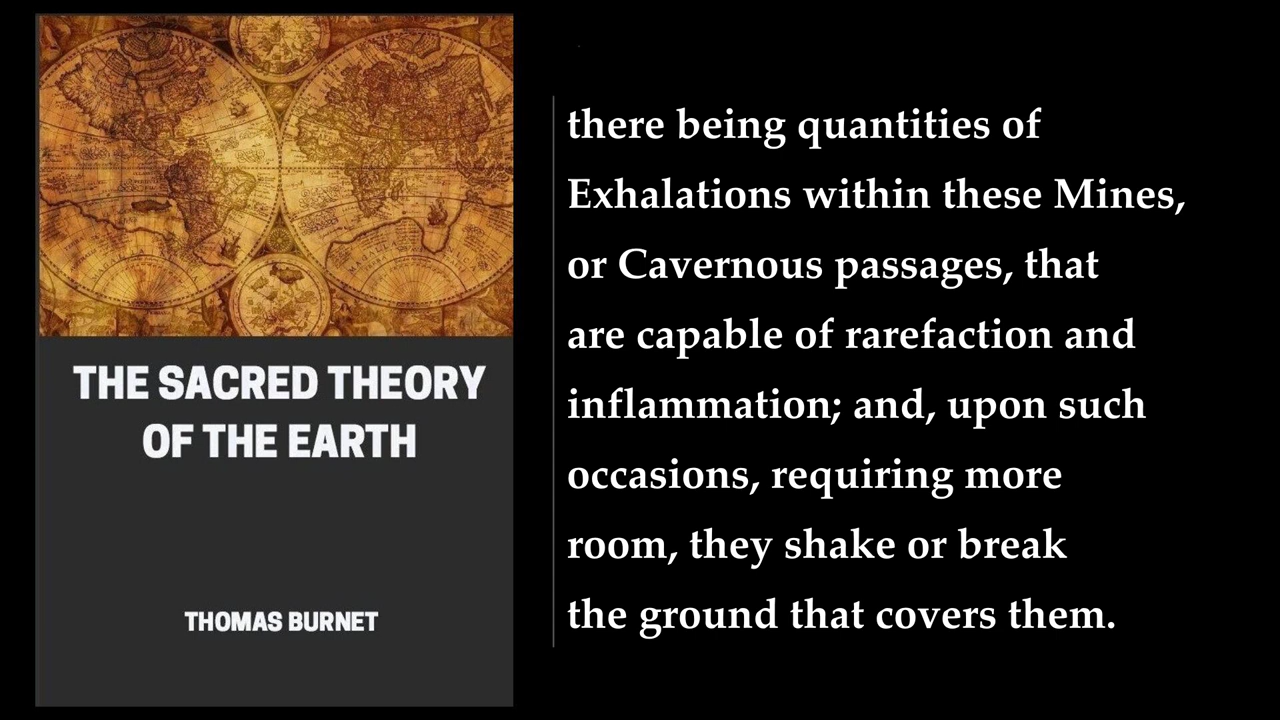 THE SACRED THEORY
OF THE EARTH
THOMAS BURNET
there being quantities of
Exhalations within these Mines,
or Cavernous passages, that
are capable of rarefaction and
inflammation; and, upon such
occasions, requiring more
room, they shake or break
the ground that covers them.